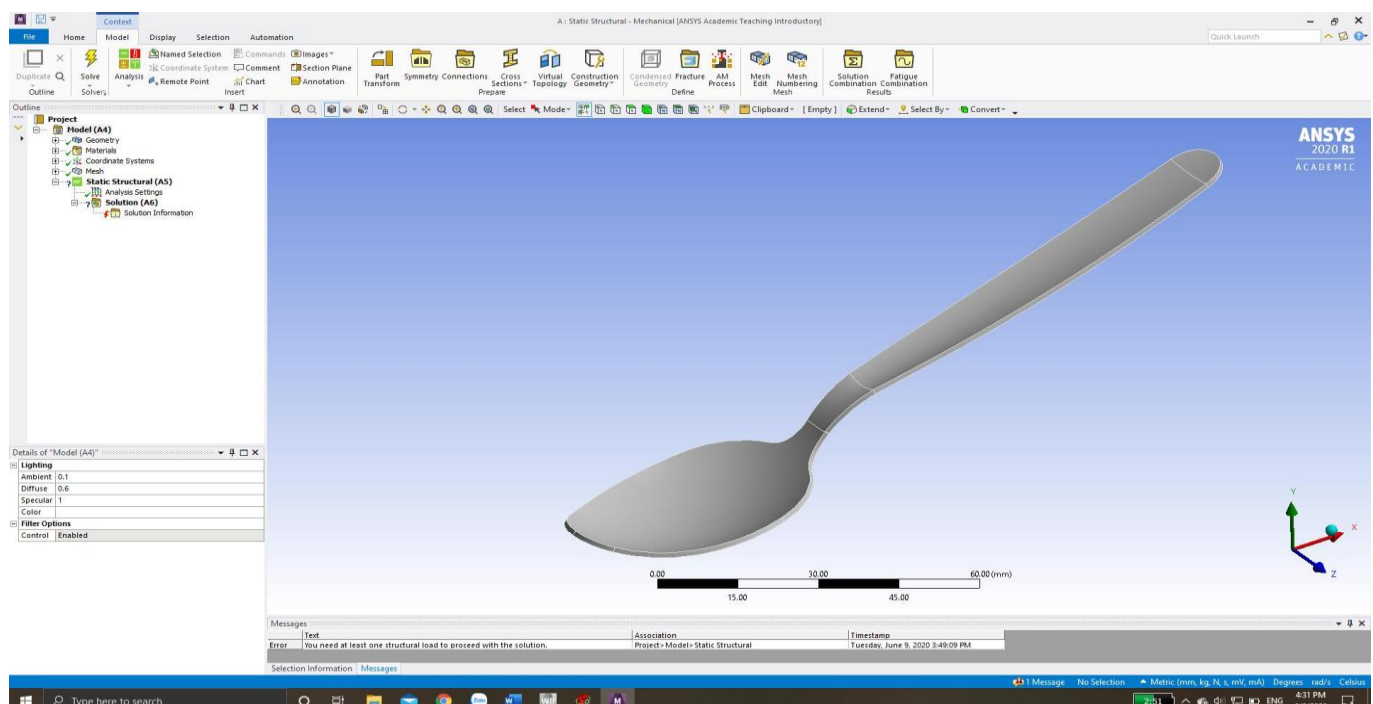 Context
A : Static Structural - Mechanical [ANSYS Academic Teaching Introductory]
File Home Model Display Selection Automation
Quick Launch
Duplicate
Outline
Solve
Solvers
Analysis
Named Selection
Coordinate System
Remote Point
Commands
Comment
Chart
Images
Section Plane
Annotation
Insert
Part Transform
Symmetry
Connections
Cross Sections
Virtual Topology
Construction Geometry
Prepare
Condensed Geometry
Fracture
AM Process
Define
Mesh Edit
Mesh Numbering
Mesh
Solution Combination
Fatigue Combination
Results
Outline
Select Mode Clipboard [Empty] Extend Select By Convert
Project
Model (A4)
Geometry
Materials
Coordinate Systems
Mesh
Static Structural (A5)
Analysis Settings
Solution (A6)
Solution Information
ANSYS
2020 R1
ACADEMIC
Details of "Model (A4)"
Lighting
Ambient 0.1
Diffuse 0.6
Specular 1
Color
Filter Options
Control Enabled
Y
X
Z
0.00 30.00 60.00 (mm)
15.00 45.00
Messages
Text Association Timestamp
Error You need at least one structural load to proceed with the solution. Project>Model>Static Structural Tuesday, June 9, 2020 3:49:09 PM
Selection Information Messages
1 Message No Selection Metric (mm, kg, N, s, mV, mA) Degrees rad/s Celsius
Type here to search
2:51 ENG 4:31 PM